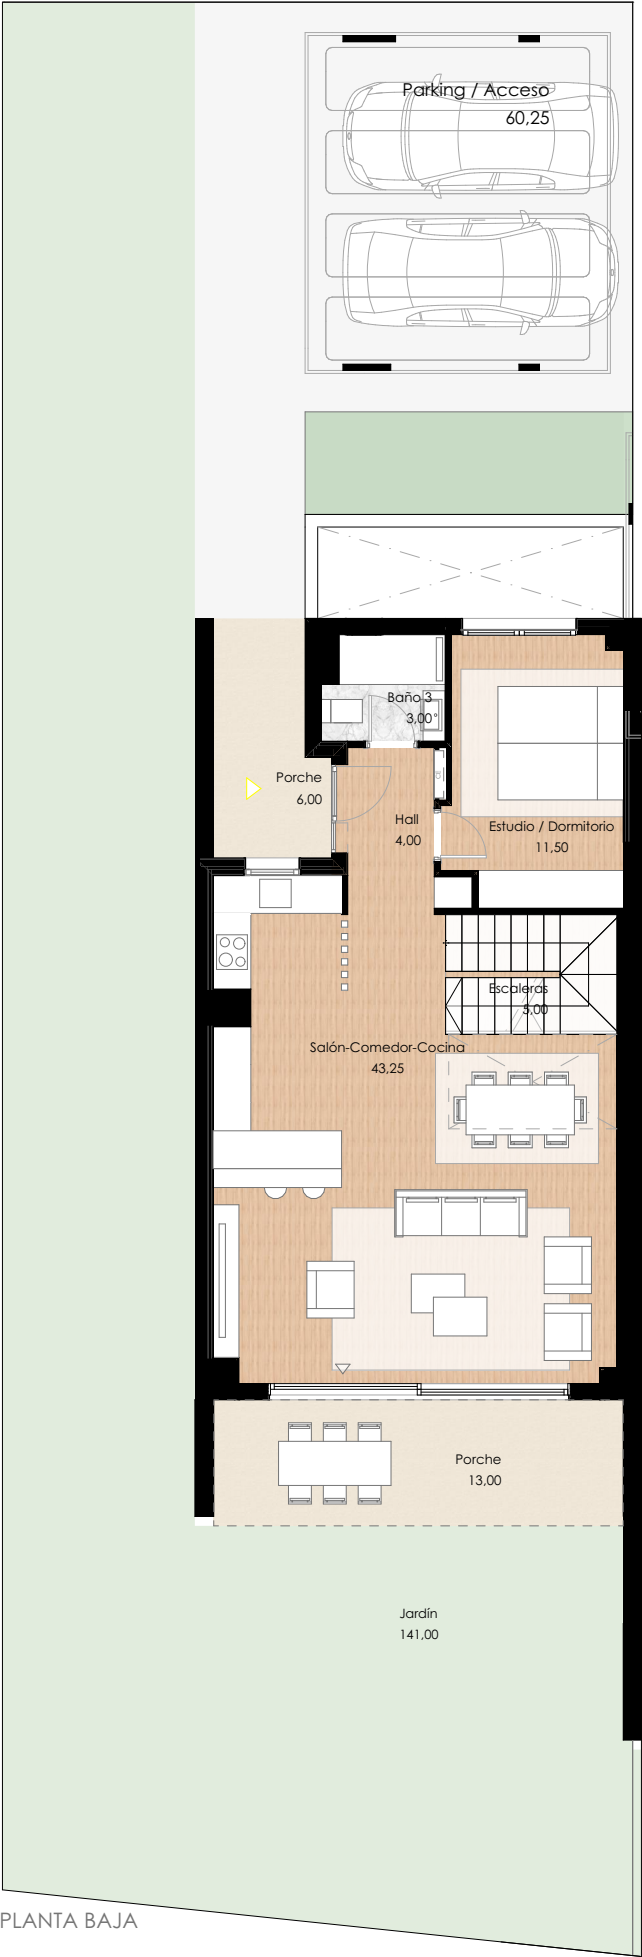 Parking / Acceso
60,25
Baño 3
3,00
Porche
6,00
Hall
4,00
Estudio / Dormitorio
11,50
Escaleras
5,00
Salón-Comedor-Cocina
43,25
Porche
13,00
Jardín
141,00
PLANTA BAJA